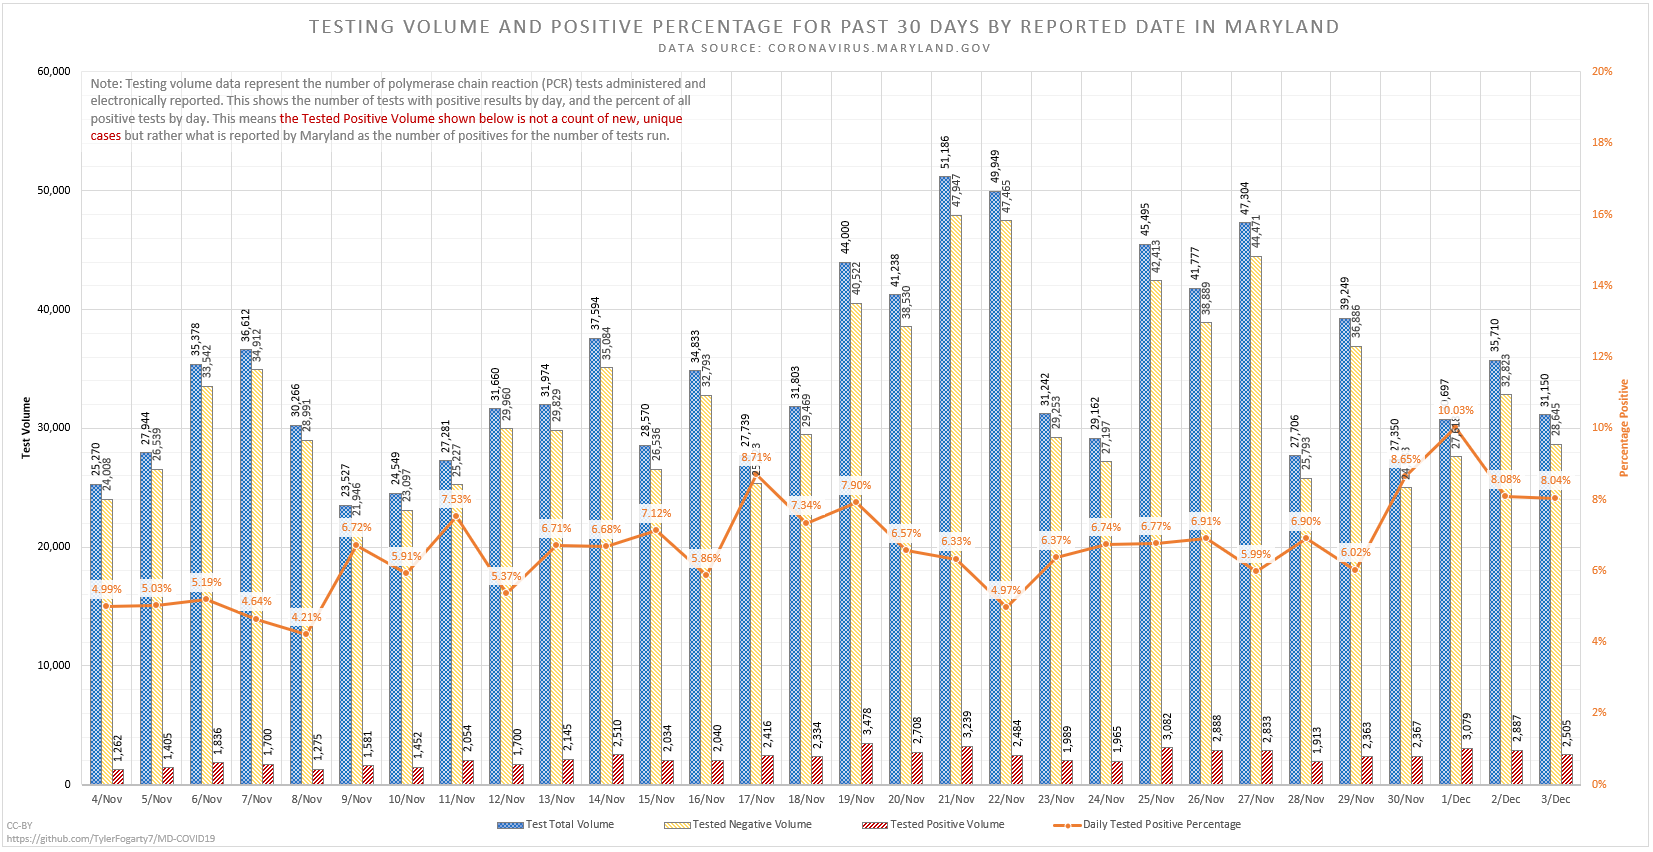 TESTING VOLUME AND POSITIVE PERCENTAGE FOR PAST 30 DAYS BY REPORTED DATE IN MARYLAND
DATA SOURCE: CORONAVIRUS.MARYLAND.GOV
Note: Testing volume data represent the number of polymerase chain reaction (PCR) tests administered and
electronically reported. This shows the number of tests with positive results by day, and the percent of all
positive tests by day. This means the Tested Positive Volume shown below is not a count of new, unique
cases but rather what is reported by Maryland as the number of positives for the number of tests run.
Test Volume
60,000
50,000
40,000
30,000
20,000
10,000
0
Percentage Positive
20%
18%
16%
14%
12%
10%
8%
6%
4%
2%
0%
25,270 24,008 4.99% 1,262
27,944 26,539 5.03% 1,405
35,378 33,542 5.19% 1,836
36,612 34,912 4.64% 1,700
30,266 28,991 4.21% 1,275
23,527 21,946 6.72% 1,581
24,549 23,097 5.91% 1,452
27,281 25,227 7.53% 2,054
31,660 29,960 5.37% 1,700
31,974 29,829 6.71% 2,145
37,594 35,084 6.68% 2,510
28,570 26,536 7.12% 2,034
34,833 32,793 5.86% 2,040
27,739 8.71% 2,416
31,803 29,469 7.34% 2,334
44,000 40,522 7.90% 3,478
41,238 38,530 6.57% 2,708
51,186 47,947 6.33% 3,239
49,949 47,465 4.97% 2,484
31,242 29,253 6.37% 1,989
29,162 27,197 6.74% 1,965
45,495 42,413 6.77% 3,082
41,777 38,889 6.91% 2,888
47,304 44,471 5.99% 2,833
27,706 25,793 6.90% 1,913
39,249 36,886 6.02% 2,363
27,350 8.65% 2,367
10.03% 3,079
35,710 32,823 8.08% 2,887
31,150 28,645 8.04% 2,505
4/Nov 5/Nov 6/Nov 7/Nov 8/Nov 9/Nov 10/Nov 11/Nov 12/Nov 13/Nov 14/Nov 15/Nov 16/Nov 17/Nov 18/Nov 19/Nov 20/Nov 21/Nov 22/Nov 23/Nov 24/Nov 25/Nov 26/Nov 27/Nov 28/Nov 29/Nov 30/Nov 1/Dec 2/Dec 3/Dec
Test Total Volume Tested Negative Volume Tested Positive Volume Daily Tested Positive Percentage
CC-BY
https://github.com/TylerFogarty7/MD-COVID19